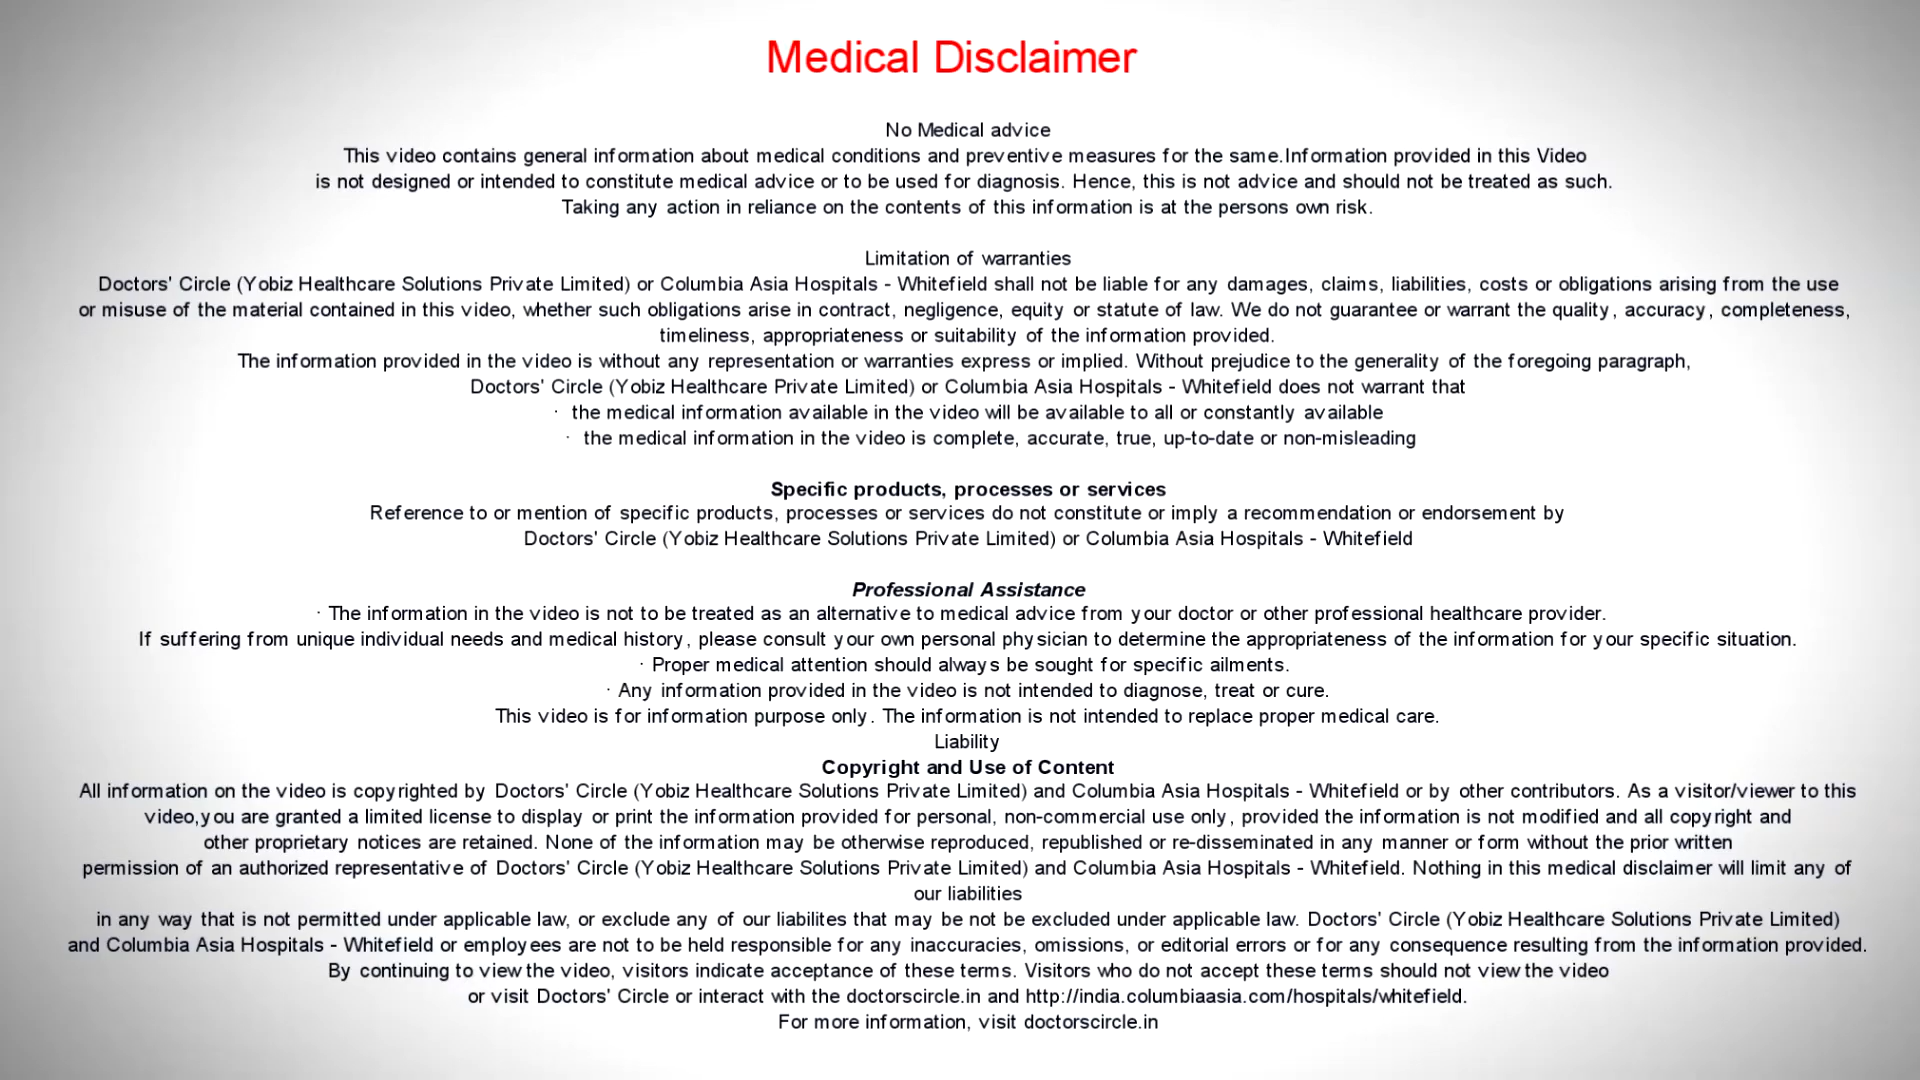 Medical Disclaimer
No Medical advice
This video contains general information about medical conditions and preventive measures for the same.Information provided in this Video
is not designed or intended to constitute medical advice or to be used for diagnosis. Hence, this is not advice and should not be treated as such.
Taking any action in reliance on the contents of this information is at the persons own risk.
Limitation of warranties
Doctors' Circle (Yobiz Healthcare Solutions Private Limited) or Columbia Asia Hospitals - Whitefield shall not be liable for any damages, claims, liabilities, costs or obligations arising from the use
or misuse of the material contained in this video, whether such obligations arise in contract, negligence, equity or statute of law. We do not guarantee or warrant the quality, accuracy, completeness,
timeliness, appropriateness or suitability of the information provided.
The information provided in the video is without any representation or warranties express or implied. Without prejudice to the generality of the foregoing paragraph,
Doctors' Circle (Yobiz Healthcare Private Limited) or Columbia Asia Hospitals - Whitefield does not warrant that
· the medical information available in the video will be available to all or constantly available
· the medical information in the video is complete, accurate, true, up-to-date or non-misleading
Specific products, processes or services
Reference to or mention of specific products, processes or services do not constitute or imply a recommendation or endorsement by
Doctors' Circle (Yobiz Healthcare Solutions Private Limited) or Columbia Asia Hospitals - Whitefield
Professional Assistance
· The information in the video is not to be treated as an alternative to medical advice from your doctor or other professional healthcare provider.
If suffering from unique individual needs and medical history, please consult your own personal physician to determine the appropriateness of the information for your specific situation.
· Proper medical attention should always be sought for specific ailments.
· Any information provided in the video is not intended to diagnose, treat or cure.
This video is for information purpose only. The information is not intended to replace proper medical care.
Liability
Copyright and Use of Content
All information on the video is copyrighted by Doctors' Circle (Yobiz Healthcare Solutions Private Limited) and Columbia Asia Hospitals - Whitefield or by other contributors. As a visitor/viewer to this
video,you are granted a limited license to display or print the information provided for personal, non-commercial use only, provided the information is not modified and all copyright and
other proprietary notices are retained. None of the information may be otherwise reproduced, republished or re-disseminated in any manner or form without the prior written
permission of an authorized representative of Doctors' Circle (Yobiz Healthcare Solutions Private Limited) and Columbia Asia Hospitals - Whitefield. Nothing in this medical disclaimer will limit any of
our liabilities
in any way that is not permitted under applicable law, or exclude any of our liabilites that may be not be excluded under applicable law. Doctors' Circle (Yobiz Healthcare Solutions Private Limited)
and Columbia Asia Hospitals - Whitefield or employees are not to be held responsible for any inaccuracies, omissions, or editorial errors or for any consequence resulting from the information provided.
By continuing to view the video, visitors indicate acceptance of these terms. Visitors who do not accept these terms should not view the video
or visit Doctors' Circle or interact with the doctorscircle.in and http://india.columbiaasia.com/hospitals/whitefield.
For more information, visit doctorscircle.in